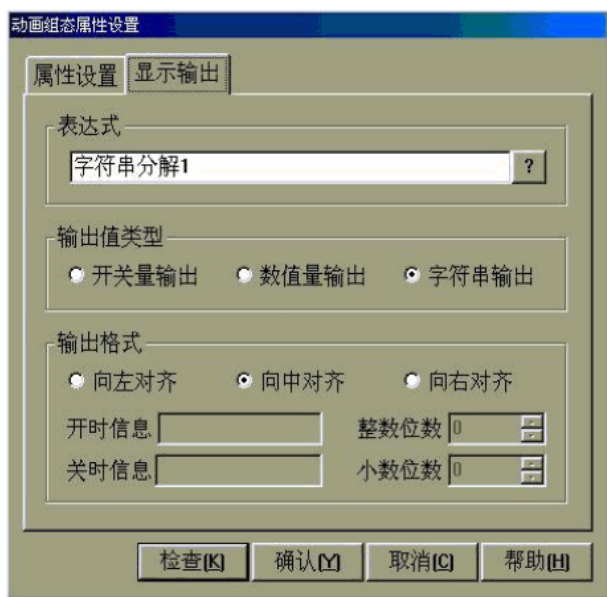 动画组态属性设置
属性设置 显示输出
表达式
字符串分解1 ?
输出值类型
开关量输出 数值量输出 字符串输出
输出格式
向左对齐 向中对齐 向右对齐
开时信息 整数位数 0
关时信息 小数位数 0
检查(K) 确认(Y) 取消(C) 帮助(H)